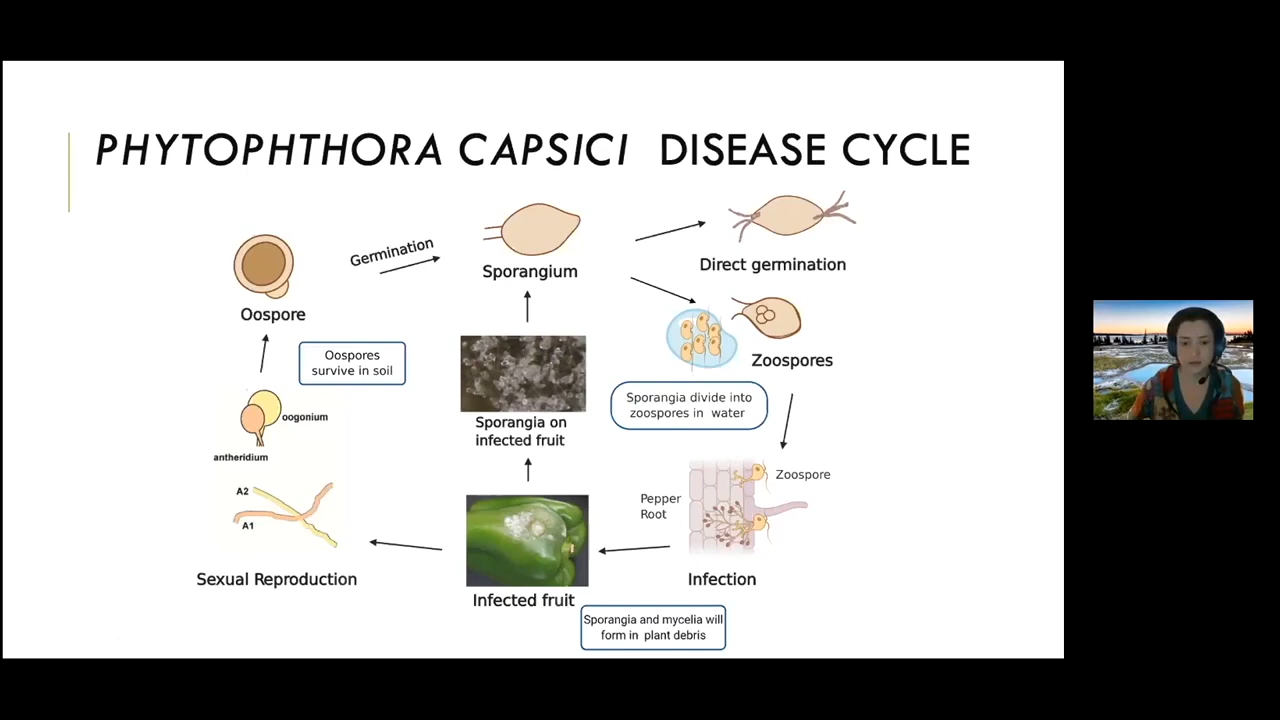 PHYTOPHTHORA CAPSICI DISEASE CYCLE
Germination
Sporangium
Direct germination
Oospore
Oospores
survive in soil
Zoospores
Sporangia divide into
zoospores in water
Sporangia on
infected fruit
oogonium
antheridium
A2
A1
Sexual Reproduction
Zoospore
Pepper
Root
Infection
Infected fruit
Sporangia and mycelia will
form in plant debris